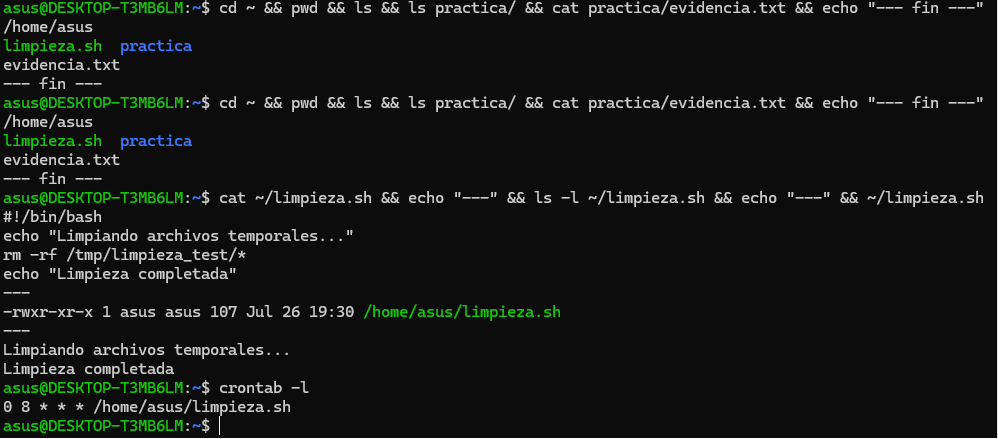 asus@DESKTOP-T3MB6LM:~$ cd ~ && pwd && ls && ls practica/ && cat practica/evidencia.txt && echo "--- fin ---"
/home/asus
limpieza.sh  practica
evidencia.txt
--- fin ---
asus@DESKTOP-T3MB6LM:~$ cd ~ && pwd && ls && ls practica/ && cat practica/evidencia.txt && echo "--- fin ---"
/home/asus
limpieza.sh  practica
evidencia.txt
--- fin ---
asus@DESKTOP-T3MB6LM:~$ cat ~/limpieza.sh && echo "---" && ls -l ~/limpieza.sh && echo "---" && ~/limpieza.sh
#!/bin/bash
echo "Limpiando archivos temporales..."
rm -rf /tmp/limpieza_test/*
echo "Limpieza completada"
---
-rwxr-xr-x 1 asus asus 107 Jul 26 19:30 /home/asus/limpieza.sh
---
Limpiando archivos temporales...
Limpieza completada
asus@DESKTOP-T3MB6LM:~$ crontab -l
0 8 * * * /home/asus/limpieza.sh
asus@DESKTOP-T3MB6LM:~$